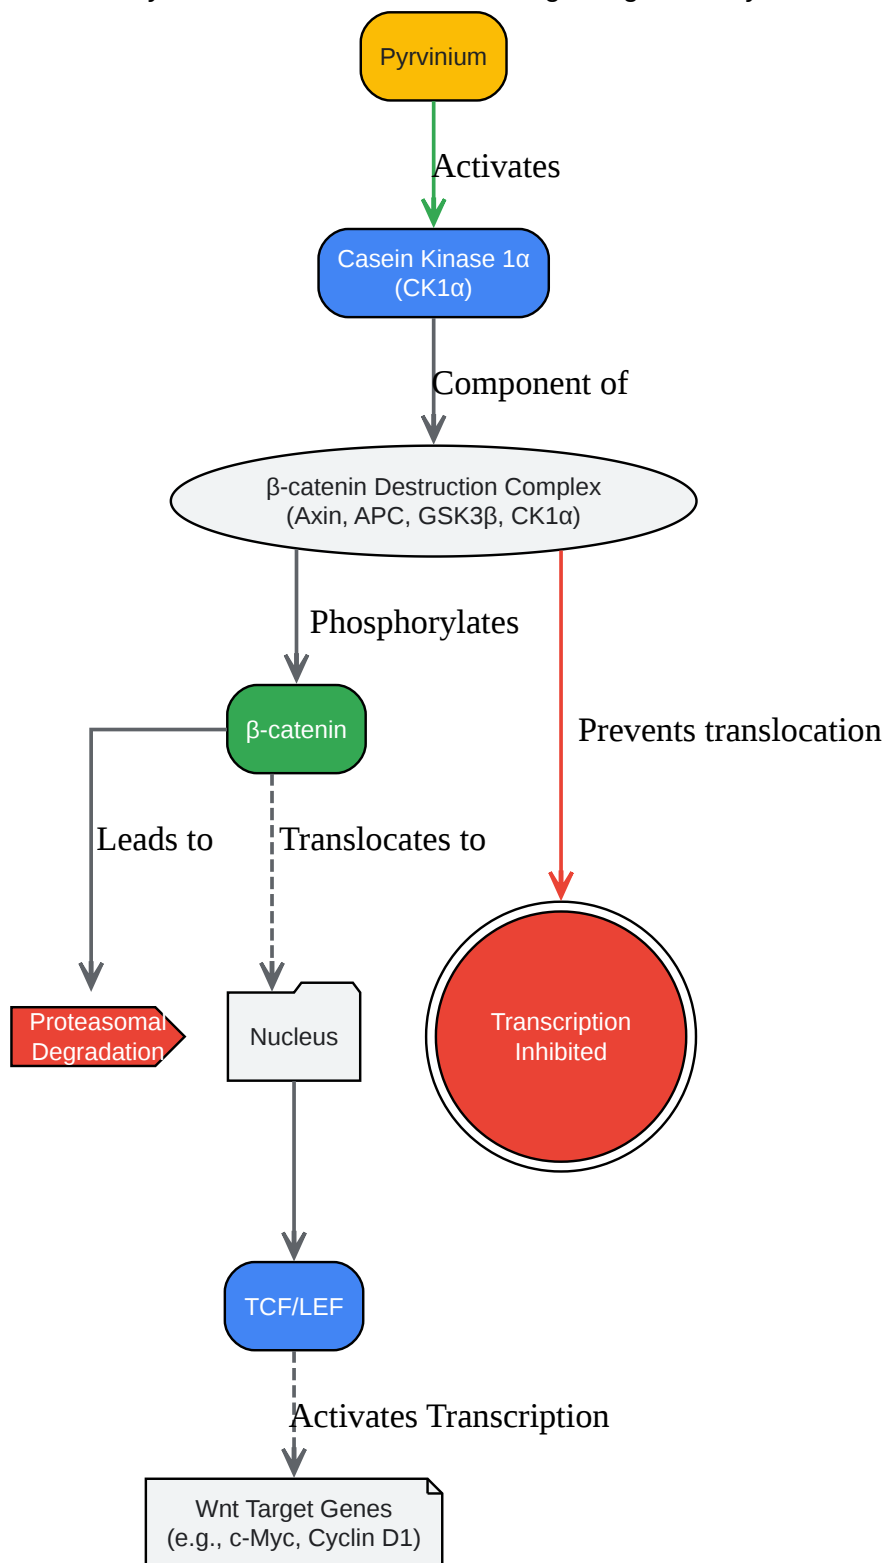 Pyrvinium
Activates
Casein Kinase 1α
(CK1α)
Component of
β-catenin Destruction Complex
(Axin, APC, GSK3β, CK1α)
Phosphorylates
β-catenin
Prevents translocation
Leads to
Translocates to
Proteasomal
Degradation
Nucleus
Transcription
Inhibited
TCF/LEF
Activates Transcription
Wnt Target Genes
(e.g., c-Myc, Cyclin D1)